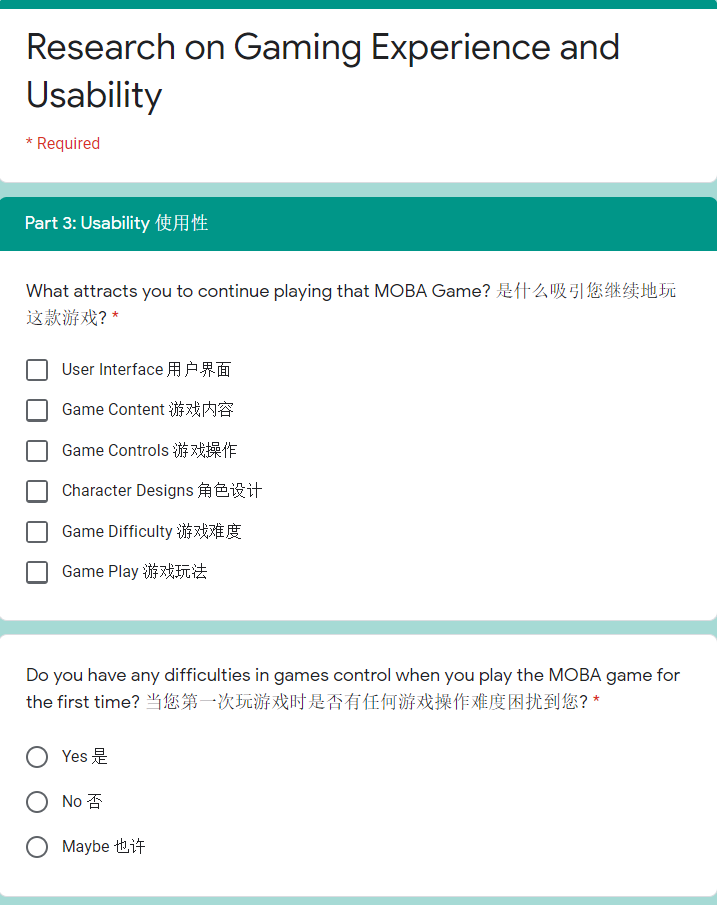 Research on Gaming Experience and
Usability
* Required
Part 3: Usability 使用性
What attracts you to continue playing that MOBA Game? 是什么吸引您继续地玩
这款游戏? *
User Interface 用户界面
Game Content 游戏内容
Game Controls 游戏操作
Character Designs 角色设计
Game Difficulty 游戏难度
Game Play 游戏玩法
Do you have any difficulties in games control when you play the MOBA game for
the first time? 当您第一次玩游戏时是否有任何游戏操作难度困扰到您? *
Yes 是
No 否
Maybe 也许